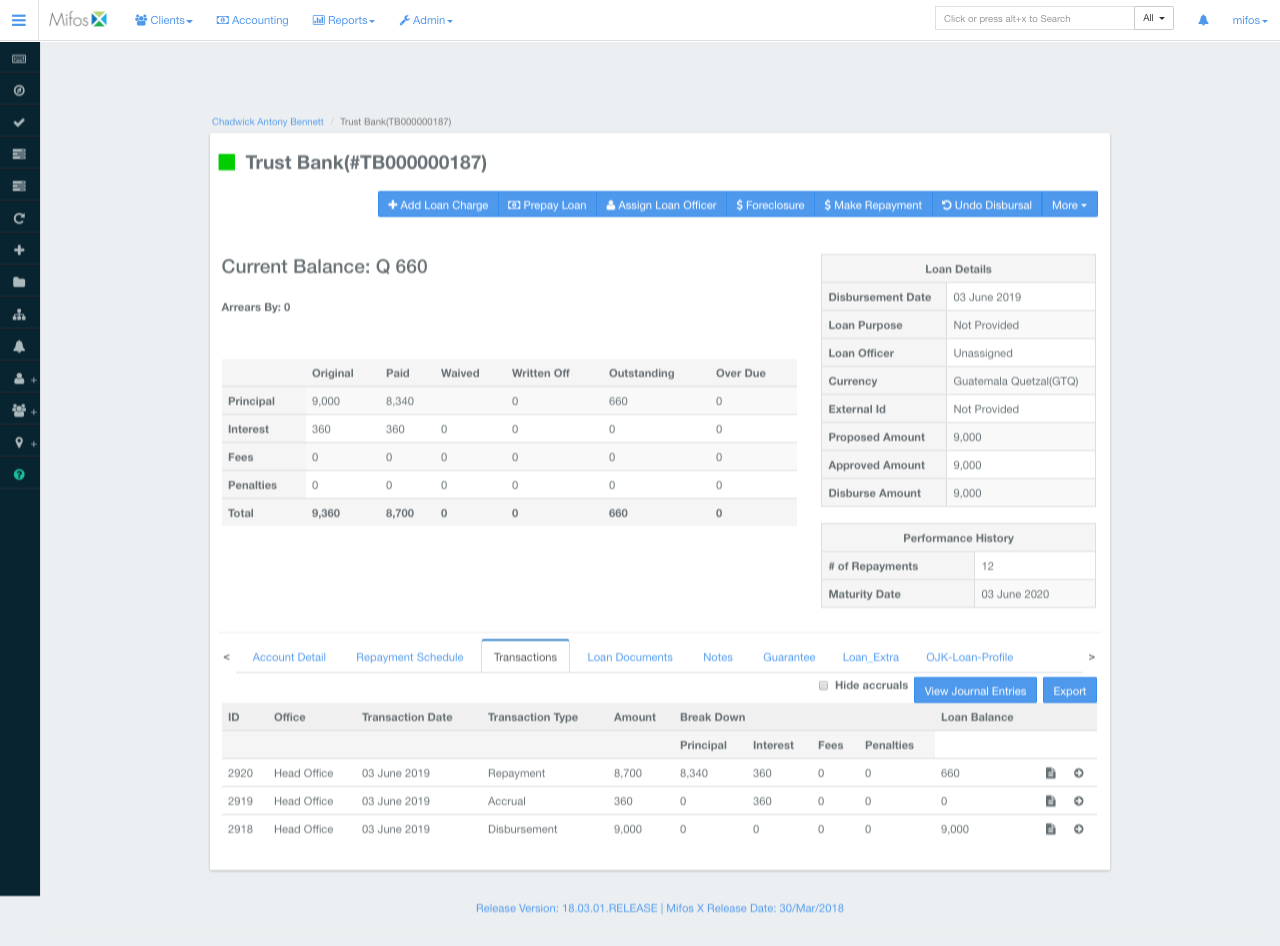 Mifos X Clients Accounting Reports Admin Click or press alt+x to Search All mifos
Chadwick Antony Bennett / Trust Bank(TB000000187)
Trust Bank(#TB000000187)
Add Loan Charge Prepay Loan Assign Loan Officer $ Foreclosure $ Make Repayment Undo Disbursal More
Current Balance: Q 660
Arrears By: 0
Original Paid Waived Written Off Outstanding Over Due
Principal 9,000 8,340 0 660 0
Interest 360 360 0 0 0 0
Fees 0 0 0 0 0 0
Penalties 0 0 0 0 0 0
Total 9,360 8,700 0 0 660 0
Loan Details
Disbursement Date 03 June 2019
Loan Purpose Not Provided
Loan Officer Unassigned
Currency Guatemala Quetzal(GTQ)
External Id Not Provided
Proposed Amount 9,000
Approved Amount 9,000
Disburse Amount 9,000
Performance History
# of Repayments 12
Maturity Date 03 June 2020
< Account Detail Repayment Schedule Transactions Loan Documents Notes Guarantee Loan_Extra OJK-Loan-Profile >
Hide accruals View Journal Entries Export
ID Office Transaction Date Transaction Type Amount Break Down Loan Balance
Principal Interest Fees Penalties
2920 Head Office 03 June 2019 Repayment 8,700 8,340 360 0 0 660
2919 Head Office 03 June 2019 Accrual 360 0 360 0 0 0
2918 Head Office 03 June 2019 Disbursement 9,000 0 0 0 0 9,000
Release Version: 18.03.01.RELEASE | Mifos X Release Date: 30/Mar/2018